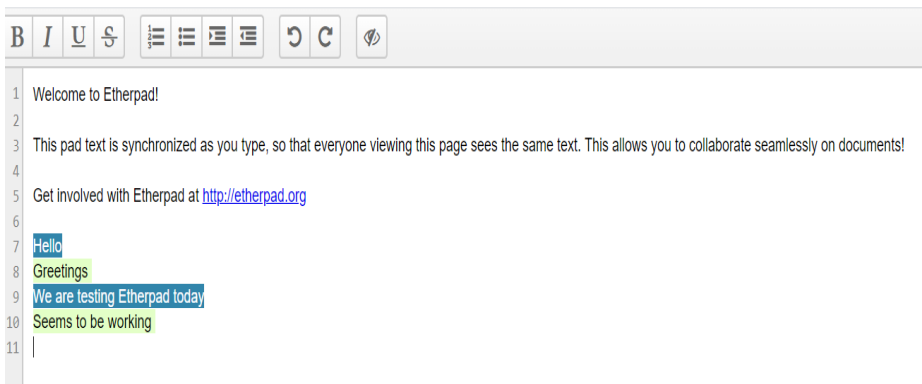 B I U S
1 Welcome to Etherpad!
2
3 This pad text is synchronized as you type, so that everyone viewing this page sees the same text. This allows you to collaborate seamlessly on documents!
4
5 Get involved with Etherpad at http://etherpad.org
6
7 Hello
8 Greetings
9 We are testing Etherpad today
10 Seems to be working
11